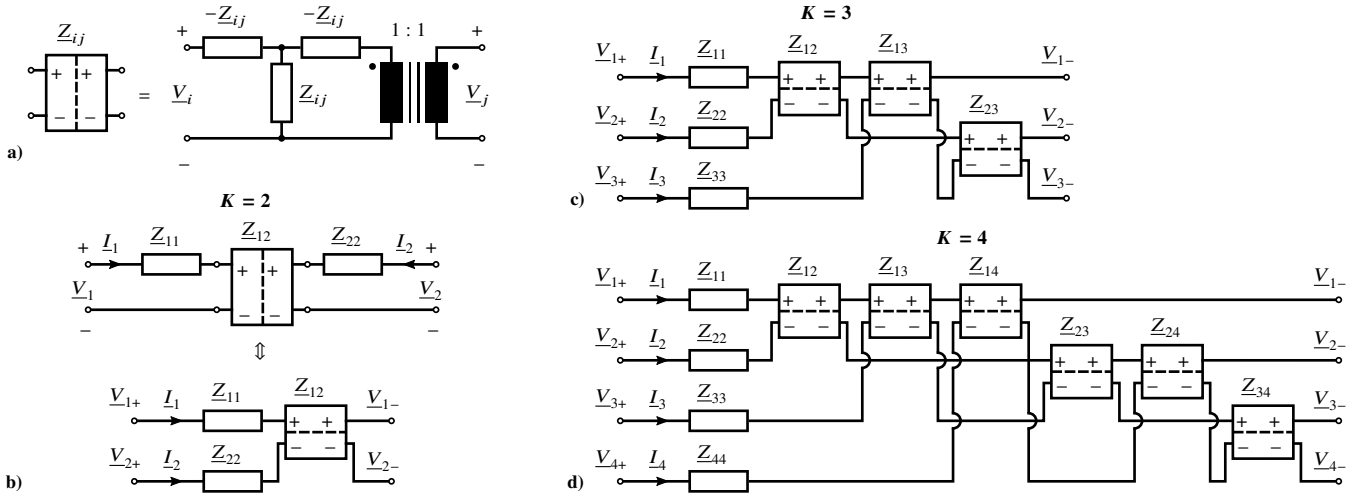 Z_ij
+ +
− −
=
−Z_ij −Z_ij 1 : 1
+ +
V_i Z_ij V_j
− −
a)
K = 2
+ I_1 Z_11 Z_12 Z_22 I_2 +
+ +
V_1 V_2
− −
− −
⇕
V_1+ I_1 Z_11 Z_12 V_1−
+ +
− −
V_2+ I_2 Z_22 V_2−
b)
K = 3
V_1+ I_1 Z_11 Z_12 Z_13 V_1−
+ + + +
− − − −
V_2+ I_2 Z_22 Z_23 V_2−
+ +
− −
V_3+ I_3 Z_33 V_3−
c)
K = 4
V_1+ I_1 Z_11 Z_12 Z_13 Z_14 V_1−
+ + + + + +
− − − − − −
V_2+ I_2 Z_22 Z_23 Z_24 V_2−
+ + + +
− − − −
V_3+ I_3 Z_33 Z_34 V_3−
+ +
− −
V_4+ I_4 Z_44 V_4−
d)